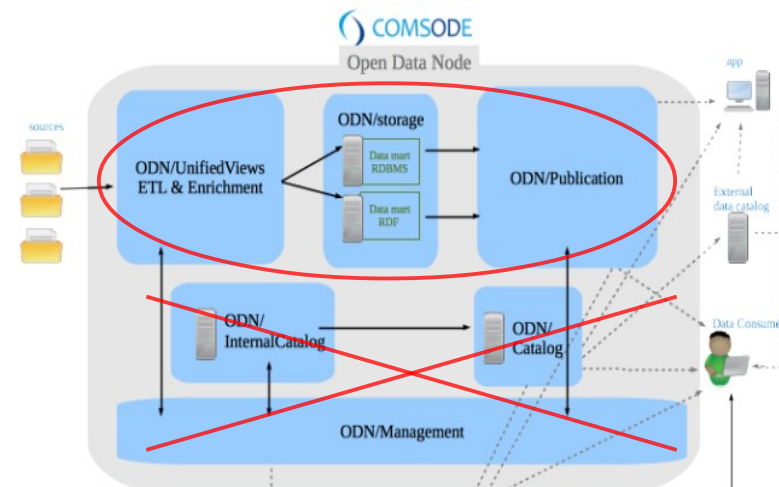 COMSODE
Open Data Node
app
sources
ODN/UnifiedViews
ETL & Enrichment
ODN/storage
Data mart
RDBMS
Data mart
RDF
ODN/Publication
External
data catalog
ODN/
InternalCatalog
ODN/
Catalog
Data Consume
ODN/Management